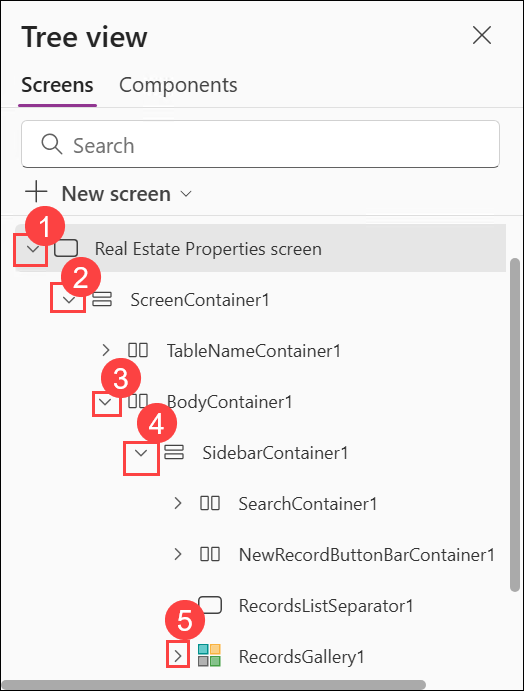 Tree view
Screens Components
Search
New screen
1
Real Estate Properties screen
2
ScreenContainer1
TableNameContainer1
3
BodyContainer1
4
SidebarContainer1
SearchContainer1
NewRecordButtonBarContainer1
RecordsListSeparator1
5
RecordsGallery1